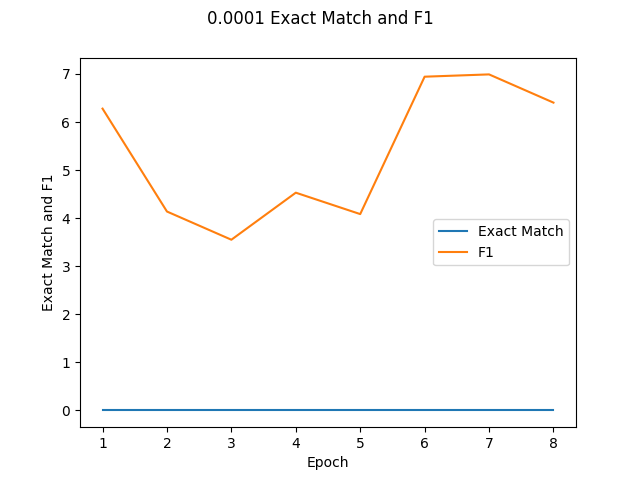 0.0001 Exact Match and F1
7
6
5
4
3
2
1
0
Exact Match and F1
Exact Match
F1
1 2 3 4 5 6 7 8
Epoch